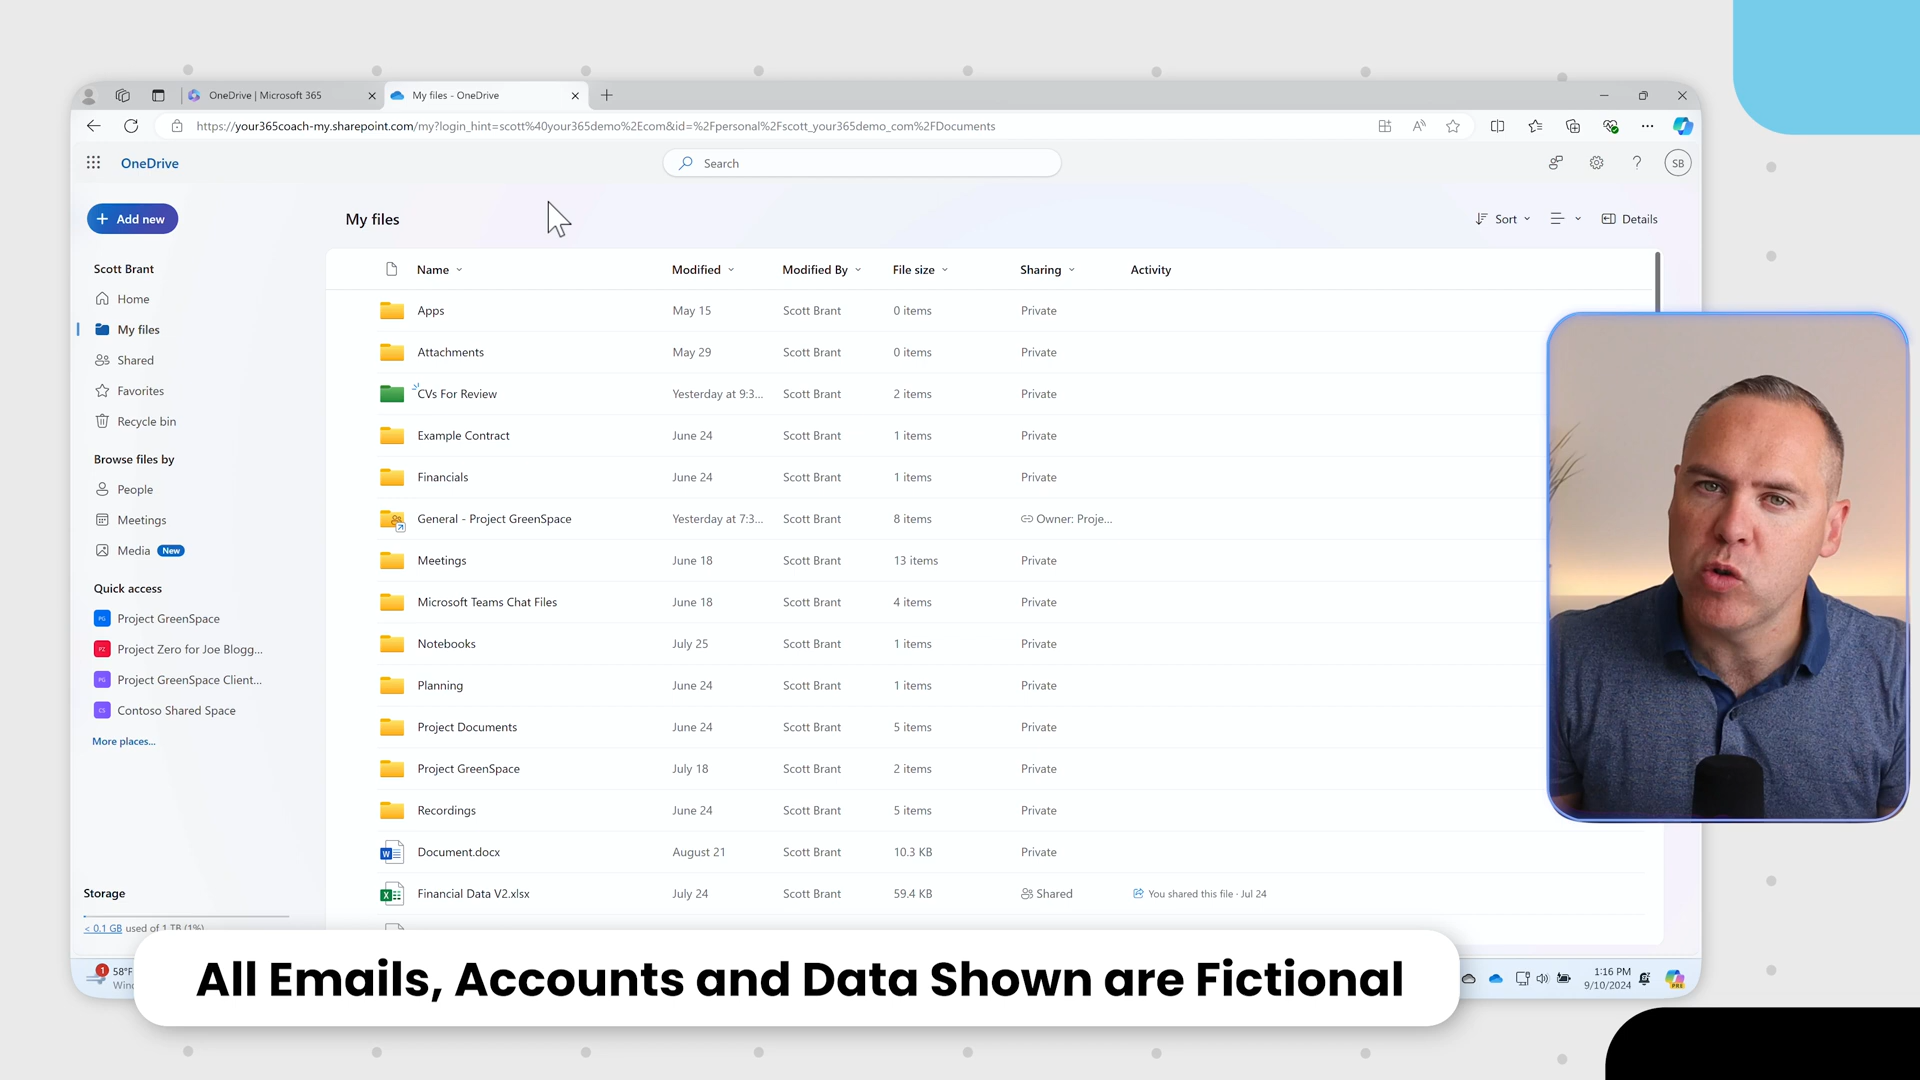 OneDrive | Microsoft 365
My files - OneDrive
https://your365coach-my.sharepoint.com/my?login_hint=scott%40your365demo%2Ecom&id=%2Fpersonal%2Fscott_your365demo_com%2FDocuments
OneDrive
Search
SB
Add new
My files
Sort
Details
Scott Brant
Home
My files
Shared
Favorites
Recycle bin
Browse files by
People
Meetings
Media New
Quick access
PG Project GreenSpace
PZ Project Zero for Joe Blogg...
PG Project GreenSpace Client...
CS Contoso Shared Space
More places...
Storage
< 0.1 GB used of 1 TB (1%)
Name Modified Modified By File size Sharing Activity
Apps May 15 Scott Brant 0 items Private
Attachments May 29 Scott Brant 0 items Private
CVs For Review Yesterday at 9:3... Scott Brant 2 items Private
Example Contract June 24 Scott Brant 1 items Private
Financials June 24 Scott Brant 1 items Private
General - Project GreenSpace Yesterday at 7:3... Scott Brant 8 items Owner: Proje...
Meetings June 18 Scott Brant 13 items Private
Microsoft Teams Chat Files June 18 Scott Brant 4 items Private
Notebooks July 25 Scott Brant 1 items Private
Planning June 24 Scott Brant 1 items Private
Project Documents June 24 Scott Brant 5 items Private
Project GreenSpace July 18 Scott Brant 2 items Private
Recordings June 24 Scott Brant 5 items Private
Document.docx August 21 Scott Brant 10.3 KB Private
Financial Data V2.xlsx July 24 Scott Brant 59.4 KB Shared You shared this file · Jul 24
1
58°F
1:16 PM
9/10/2024
PRE
All Emails, Accounts and Data Shown are Fictional